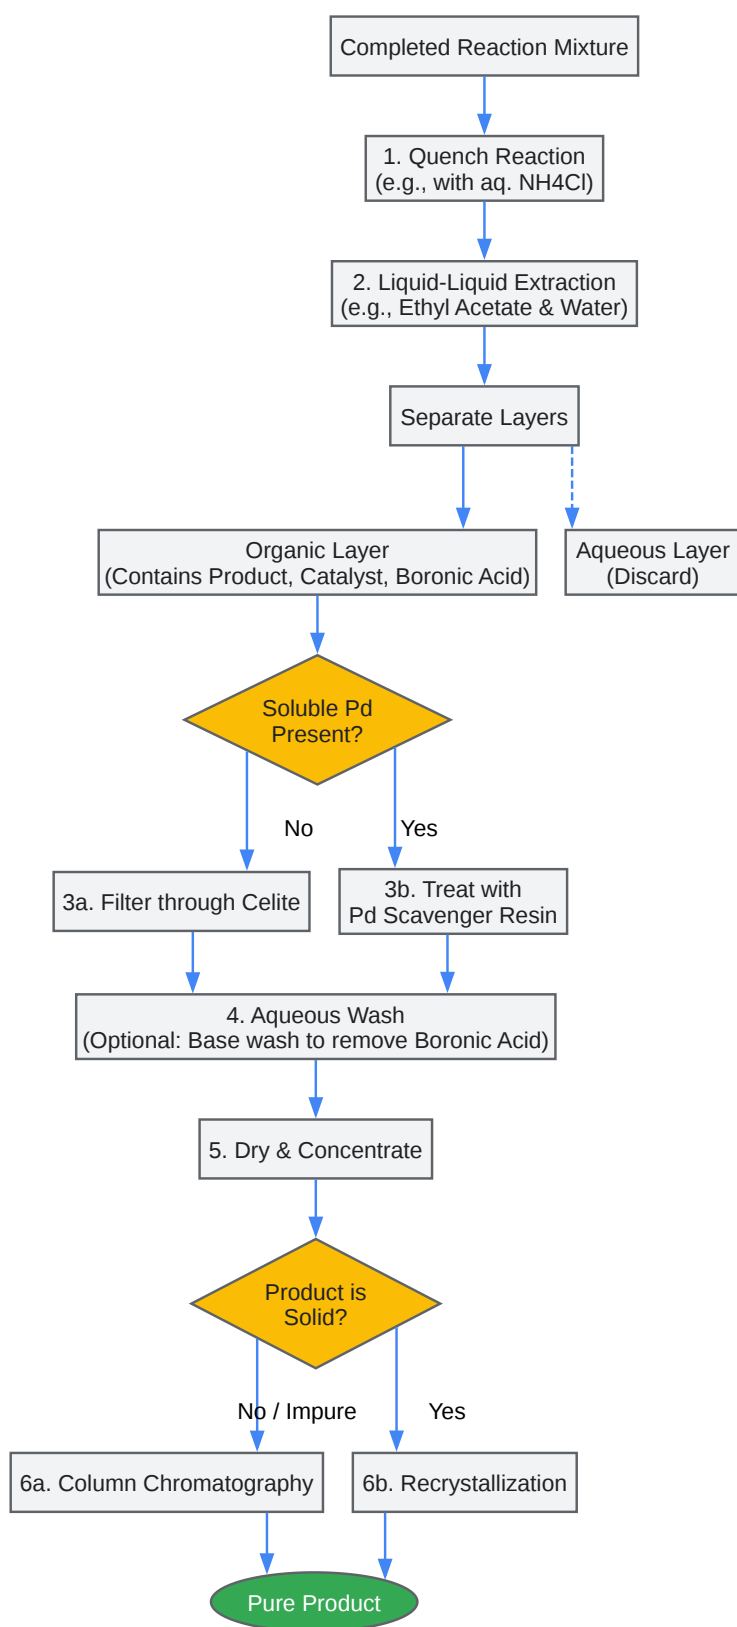 Completed Reaction Mixture
1. Quench Reaction
(e.g., with aq. NH4Cl)
2. Liquid-Liquid Extraction
(e.g., Ethyl Acetate & Water)
Separate Layers
Organic Layer
(Contains Product, Catalyst, Boronic Acid)
Aqueous Layer
(Discard)
Soluble Pd
Present?
No
Yes
3a. Filter through Celite
3b. Treat with
Pd Scavenger Resin
4. Aqueous Wash
(Optional: Base wash to remove Boronic Acid)
5. Dry & Concentrate
Product is
Solid?
No / Impure
Yes
6a. Column Chromatography
6b. Recrystallization
Pure Product